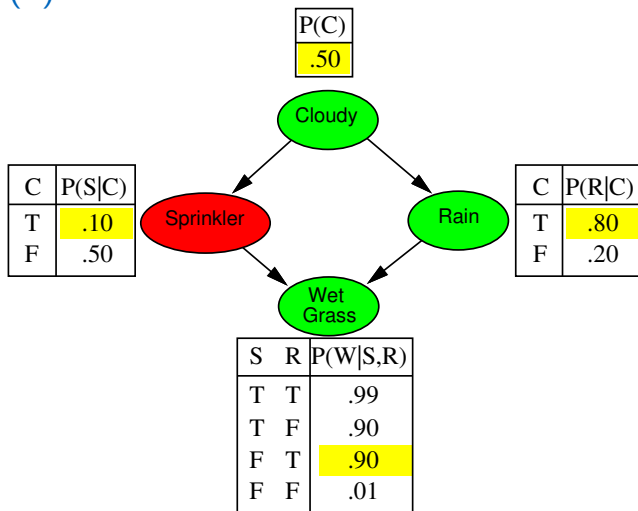 P(C)
.50
Cloudy
C P(S|C)
T .10
F .50
Sprinkler
Rain
C P(R|C)
T .80
F .20
Wet
Grass
S R P(W|S,R)
T T .99
T F .90
F T .90
F F .01